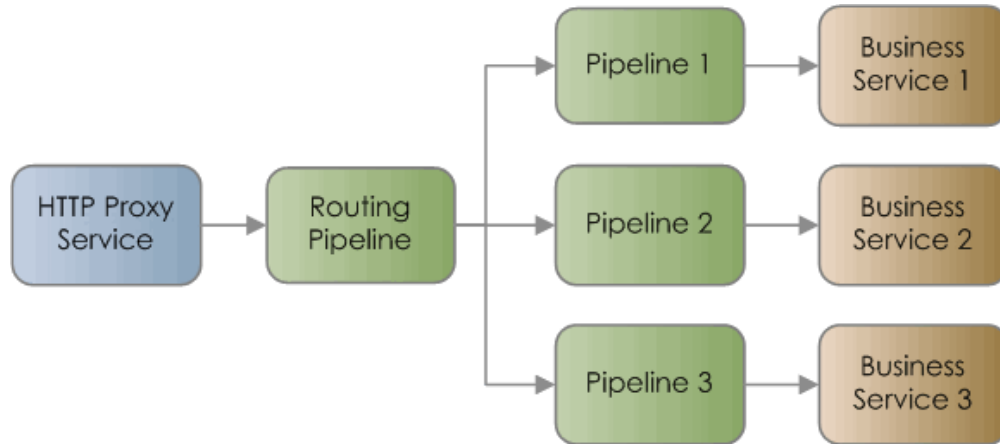 HTTP Proxy
Service
Routing
Pipeline
Pipeline 1
Business
Service 1
Pipeline 2
Business
Service 2
Pipeline 3
Business
Service 3